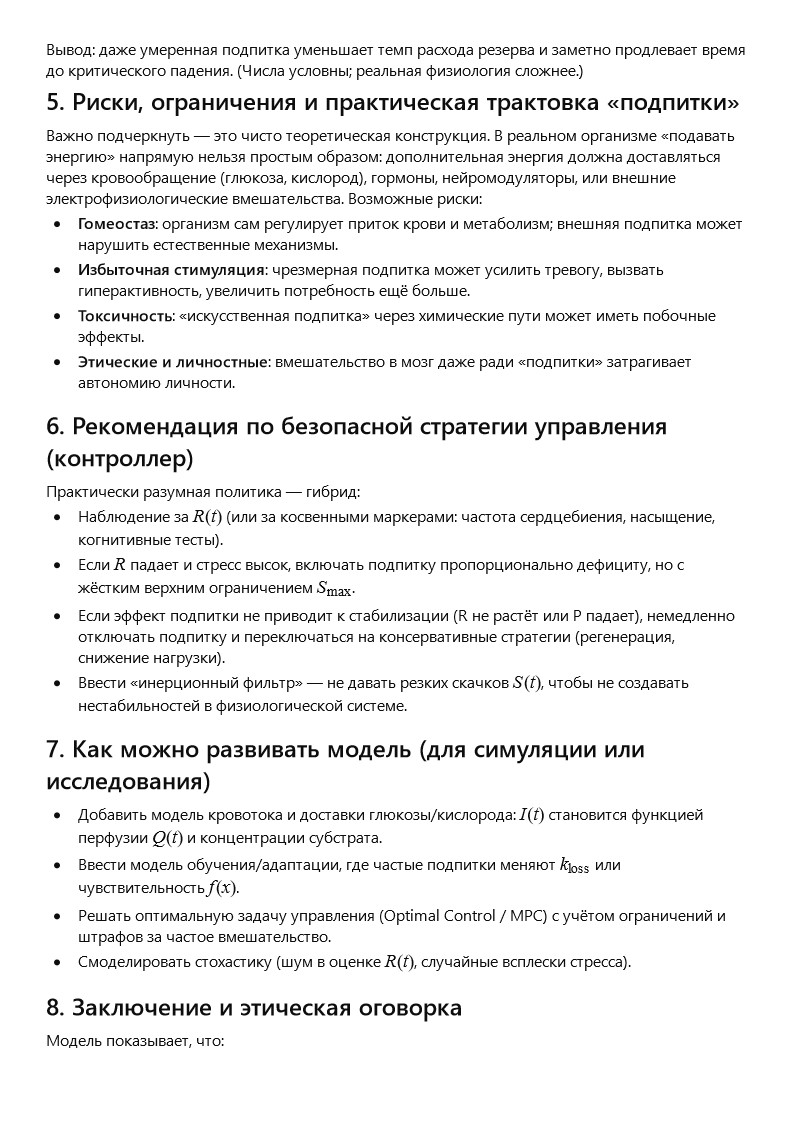 Вывод: даже умеренная подпитка уменьшает темп расхода резерва и заметно продлевает время
до критического падения. (Числа условны; реальная физиология сложнее.)
5. Риски, ограничения и практическая трактовка «подпитки»
Важно подчеркнуть — это чисто теоретическая конструкция. В реальном организме «подавать
энергию» напрямую нельзя простым образом: дополнительная энергия должна доставляться
через кровообращение (глюкоза, кислород), гормоны, нейромодуляторы, или внешние
электрофизиологические вмешательства. Возможные риски:
• Гомеостаз: организм сам регулирует приток крови и метаболизм; внешняя подпитка может
нарушить естественные механизмы.
• Избыточная стимуляция: чрезмерная подпитка может усилить тревогу, вызвать
гиперактивность, увеличить потребность ещё больше.
• Токсичность: «искусственная подпитка» через химические пути может иметь побочные
эффекты.
• Этические и личностные: вмешательство в мозг даже ради «подпитки» затрагивает
автономию личности.
6. Рекомендация по безопасной стратегии управления
(контроллер)
Практически разумная политика — гибрид:
• Наблюдение за R(t) (или за косвенными маркерами: частота сердцебиения, насыщение,
когнитивные тесты).
• Если R падает и стресс высок, включать подпитку пропорционально дефициту, но с
жёстким верхним ограничением Smax.
• Если эффект подпитки не приводит к стабилизации (R не растёт или P падает), немедленно
отключать подпитку и переключаться на консервативные стратегии (регенерация,
снижение нагрузки).
• Ввести «инерционный фильтр» — не давать резких скачков S(t), чтобы не создавать
нестабильностей в физиологической системе.
7. Как можно развивать модель (для симуляции или
исследования)
• Добавить модель кровотока и доставки глюкозы/кислорода: I(t) становится функцией
перфузии Q(t) и концентрации субстрата.
• Ввести модель обучения/адаптации, где частые подпитки меняют kloss или
чувствительность f(x).
• Решать оптимальную задачу управления (Optimal Control / MPC) с учётом ограничений и
штрафов за частое вмешательство.
• Смоделировать стохастику (шум в оценке R(t), случайные всплески стресса).
8. Заключение и этическая оговорка
Модель показывает, что: